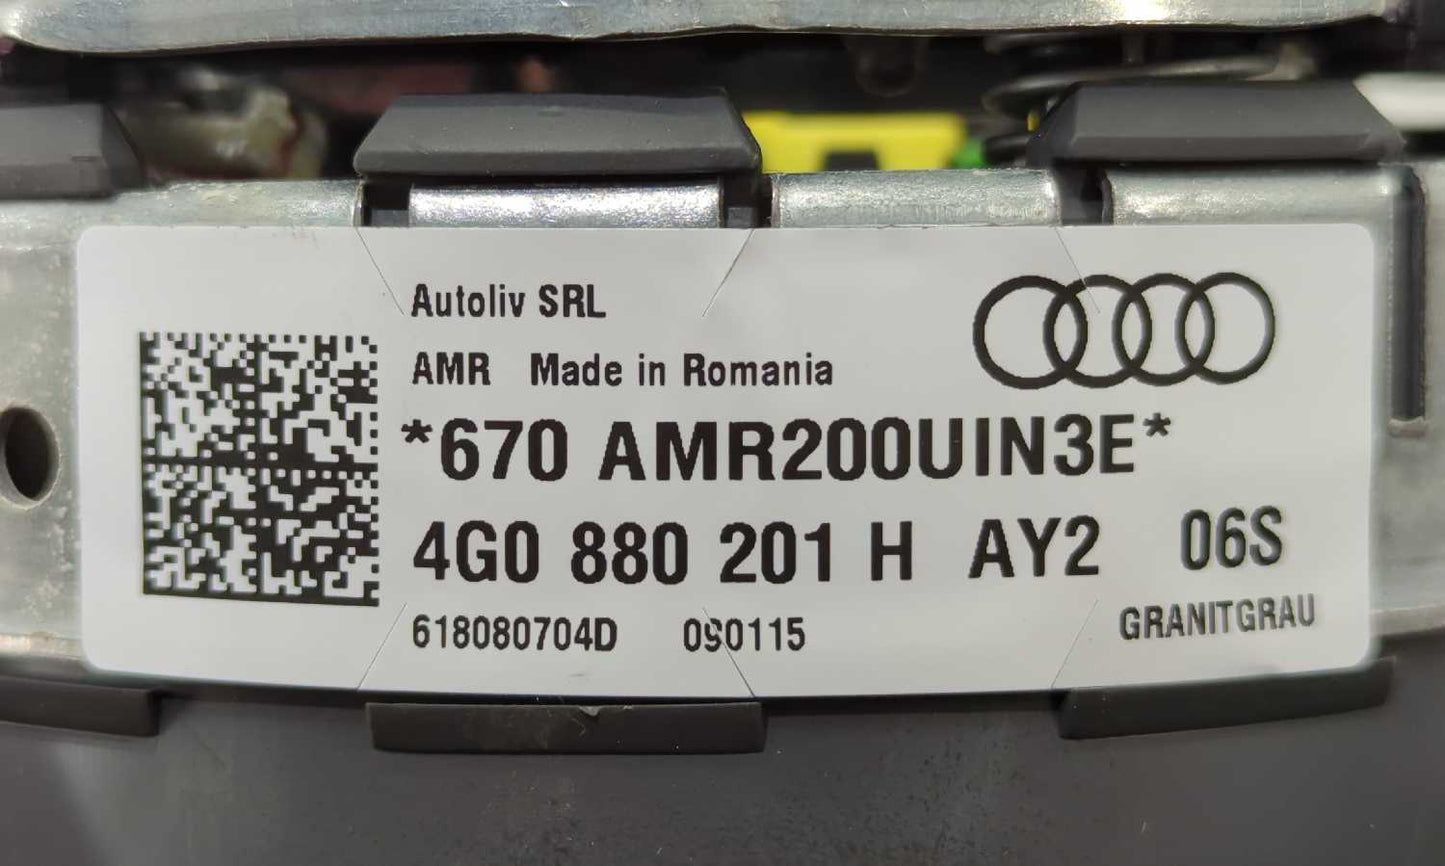 Autoliv SRL
AMR Made in Romania
*670 AMR200UIN3E*
4G0 880 201 H AY2 06S
618080704D 090115 GRANITGRAU